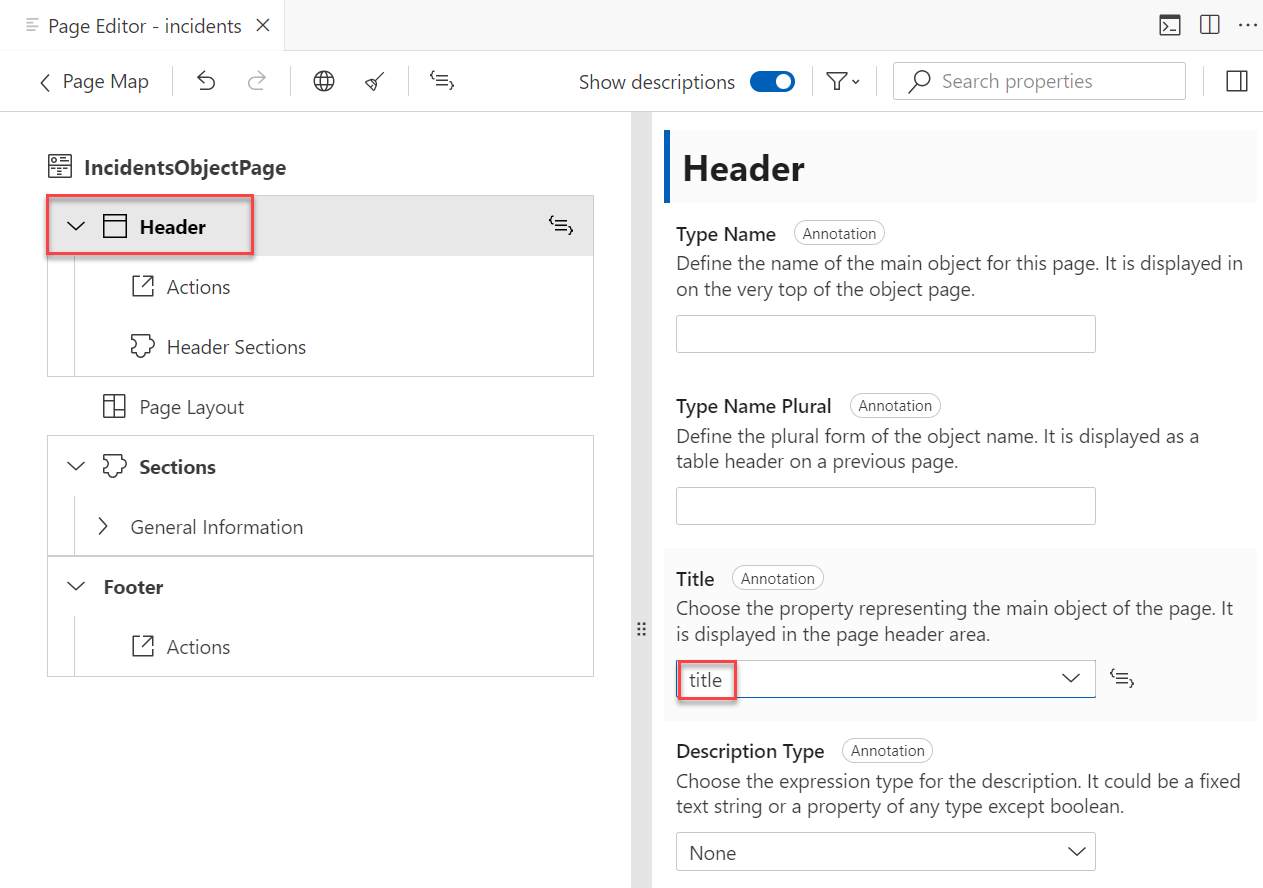 Page Editor - incidents
Page Map
Show descriptions
Search properties
IncidentsObjectPage
Header
Actions
Header Sections
Page Layout
Sections
General Information
Footer
Actions
Header
Type Name Annotation
Define the name of the main object for this page. It is displayed in
on the very top of the object page.
Type Name Plural Annotation
Define the plural form of the object name. It is displayed as a
table header on a previous page.
Title Annotation
Choose the property representing the main object of the page. It
is displayed in the page header area.
title
Description Type Annotation
Choose the expression type for the description. It could be a fixed
text string or a property of any type except boolean.
None